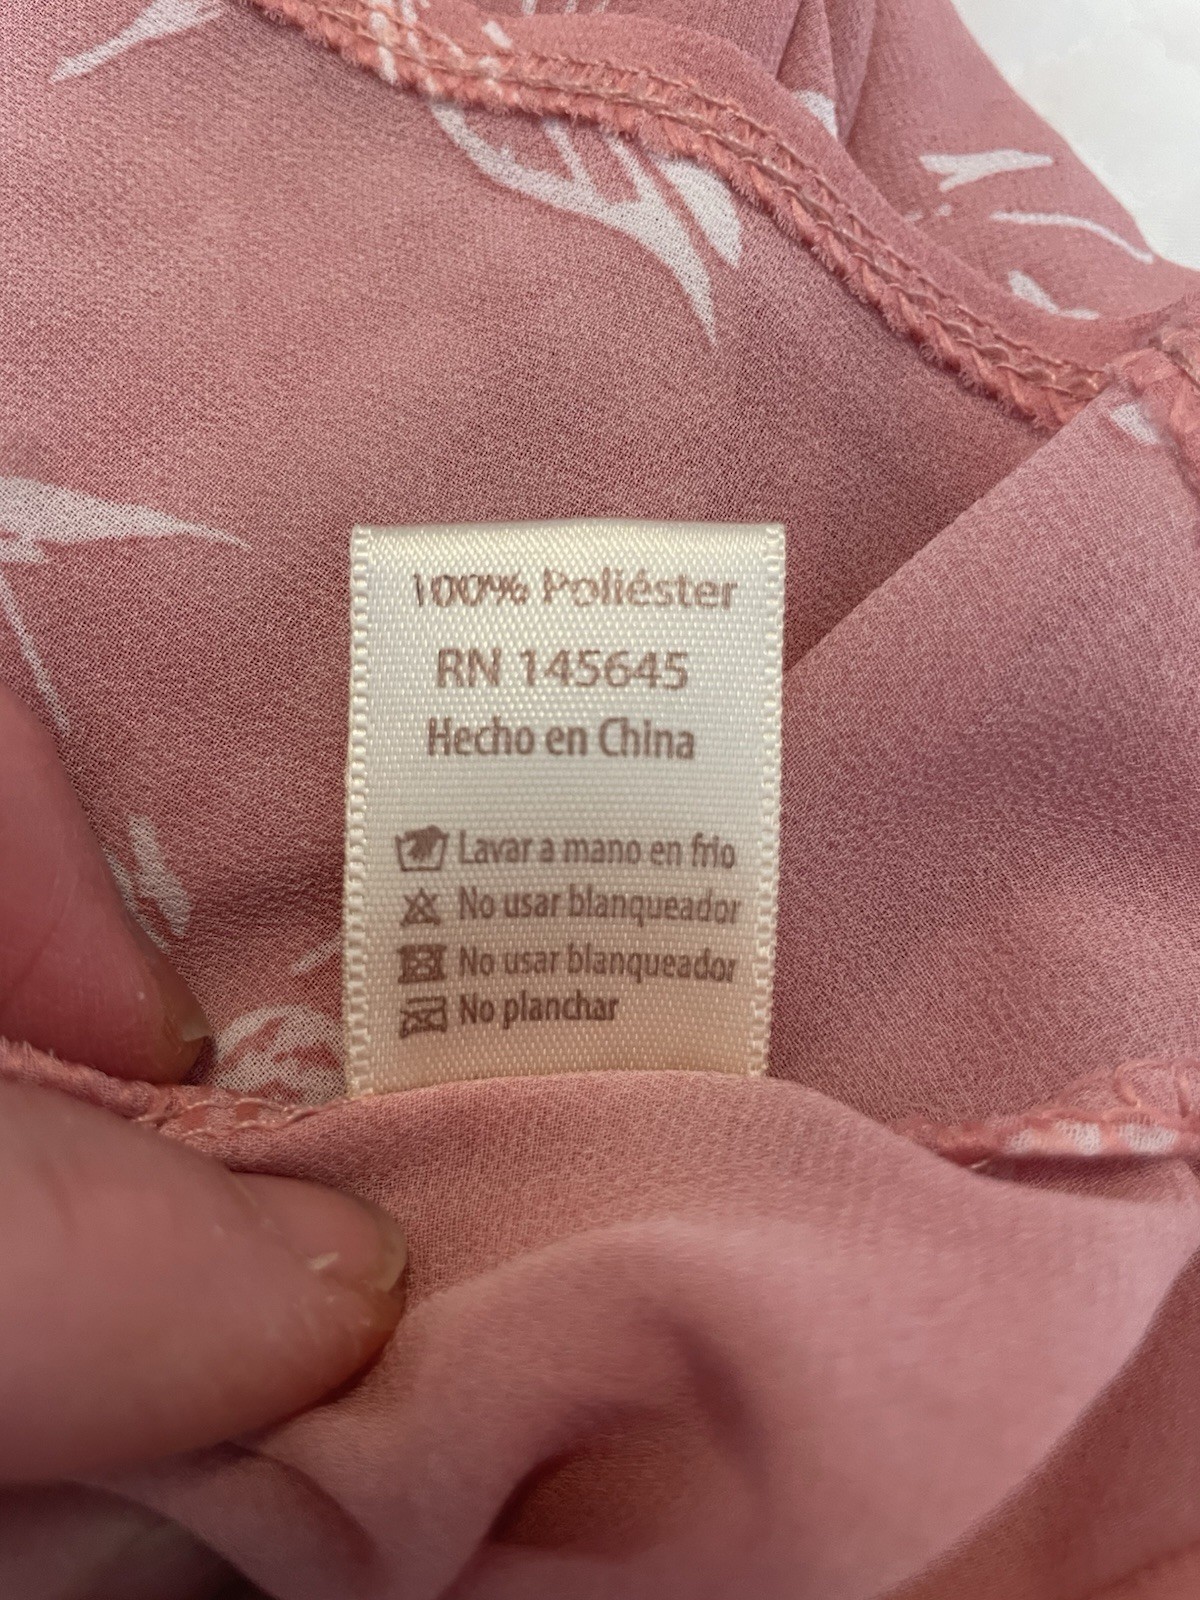 100% Poliéster
RN 145645
Hecho en China
Lavar a mano en frio
No usar blanqueador
No usar blanqueador
No planchar